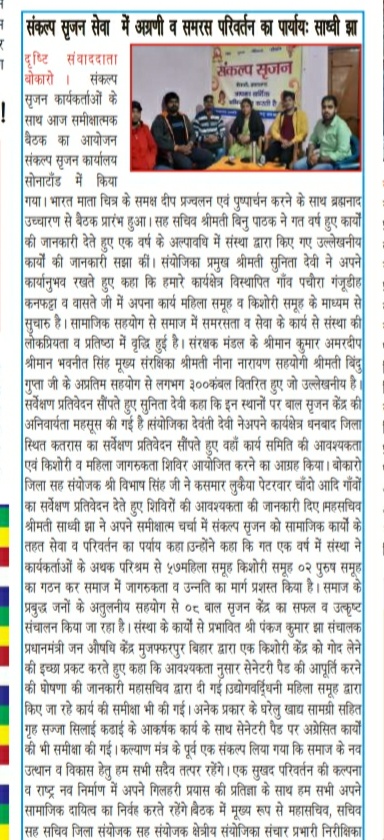 संकल्प सृजन सेवा में अग्रणी व समरस परिवर्तन का पर्यायः साध्वी झा
दृष्टि संवाददाता
बोकारो । संकल्प
सृजन कार्यकर्ताओं के
साथ आज समीक्षात्मक
बैठक का आयोजन
संकल्प सृजन कार्यालय
सोनाटाँड में किया
संकल्प सृजन
गया। भारत माता चित्र के समक्ष दीप प्रज्वलन एवं पुष्पार्चन करने के साथ ब्रह्मनाद
उच्चारण से बैठक प्रारंभ हुआ। सह सचिव श्रीमती बिनु पाठक ने गत वर्ष हुए कार्यों
की जानकारी देते हुए एक वर्ष के अल्पावधि में संस्था द्वारा किए गए उल्लेखनीय
कार्यों की जानकारी सझा कीं। संयोजिका प्रमुख श्रीमती सुनिता देवी ने अपने
कार्यानुभव रखते हुए कहा कि हमारे कार्यक्षेत्र विस्थापित गाँव पचौरा गंजूडीह
कनफट्टा व वास्ते जी में अपना कार्य महिला समूह व किशोरी समूह के माध्यम से
सुचारु है। सामाजिक सहयोग से समाज में समरसता व सेवा के कार्य से संस्था की
लोकप्रियता व प्रतिष्ठा में वृद्धि हुई है। संरक्षक मंडल के श्रीमान कुमार अमरदीप
श्रीमान भवनीत सिंह मुख्य संरक्षिका श्रीमती नीना नारायण सहयोगी श्रीमती बिंदु
गुप्ता जी के अप्रतिम सहयोग से लगभग ३००कंबल वितरित हुए जो उल्लेखनीय है।
सर्वेक्षण प्रतिवेदन सौंपते हुए सुनिता देवी कहा कि इन स्थानों पर बाल सृजन केंद्र की
अनिवार्यता महसूस की गई है।संयोजिका देवंती देवी नेअपने कार्यक्षेत्र धनबाद जिला
स्थित कतरास का सर्वेक्षण प्रतिवेदन सौंपते हुए वहाँ कार्य समिति की आवश्यकता
एवं किशोरी व महिला जागरुकता शिविर आयोजित करने का आग्रह किया। बोकारो
जिला सह संयोजक श्री विभाष सिंह जी ने कसमार लुकैया पेटरवार चाँदो आदि गाँवों
का सर्वेक्षण प्रतिवेदन देते हुए शिविरों की आवश्यकता की जानकारी दिए।महसचिव
श्रीमती साध्वी झा ने अपने समीक्षात्म चर्चा में संकल्प सृजन को सामाजिक कार्यों के
तहत सेवा व परिवर्तन का पर्याय कहा।उन्होंने कहा कि गत एक वर्ष में संस्था ने
कार्यकर्ताओं के अथक परिश्रम से ५७महिला समूह किशोरी समूह ०२ पुरुष समूह
का गठन कर समाज में जागरुकता व उन्नति का मार्ग प्रशस्त किया है। समाज के
प्रबुद्ध जनों के अतुलनीय सहयोग से ०८ बाल सृजन केंद्र का सफल व उत्कृष्ट
संचालन किया जा रहा है। संस्था के कार्यों से प्रभावित श्री पंकज कुमार झा संचालक
प्रधानमंत्री जन औषधि केंद्र मुजफ्फरपुर बिहार द्वारा एक किशोरी केंद्र को गोद लेने
की इच्छा प्रकट करते हुए कहा कि आवश्यकता नुसार सेनेटरी पैड की आपूर्ति करने
की घोषणा की जानकारी महासचिव द्वारा दी गई।उद्योगवर्द्धिनी महिला समूह द्वारा
किए जा रहे कार्य की समीक्षा भी की गई। अनेक प्रकार के घरेलु खाद्य सामग्री सहित
गृह सज्जा सिलाई कढाई के आकर्षक कार्य के साथ सेनेटरी पैड पर अग्रेसित कार्यों
की भी समीक्षा की गई। कल्याण मंत्र के पूर्व एक संकल्प लिया गया कि समाज के नव
उत्थान व विकास हेतु हम सभी सदैव तत्पर रहेंगे। एक सुखद परिवर्तन की कल्पना
व राष्ट्र नव निर्माण में अपने गिलहरी प्रयास की प्रतिज्ञा के साथ हम सभी अपने
सामाजिक दायित्व का निर्वह करते रहेंगे।बैठक में मुख्य रूप से महासचिव, सचिव
सह सचिव जिला संयोजक सह संयोजक क्षेत्रीय संयोजिका संचार प्रभारी निरीक्षिका